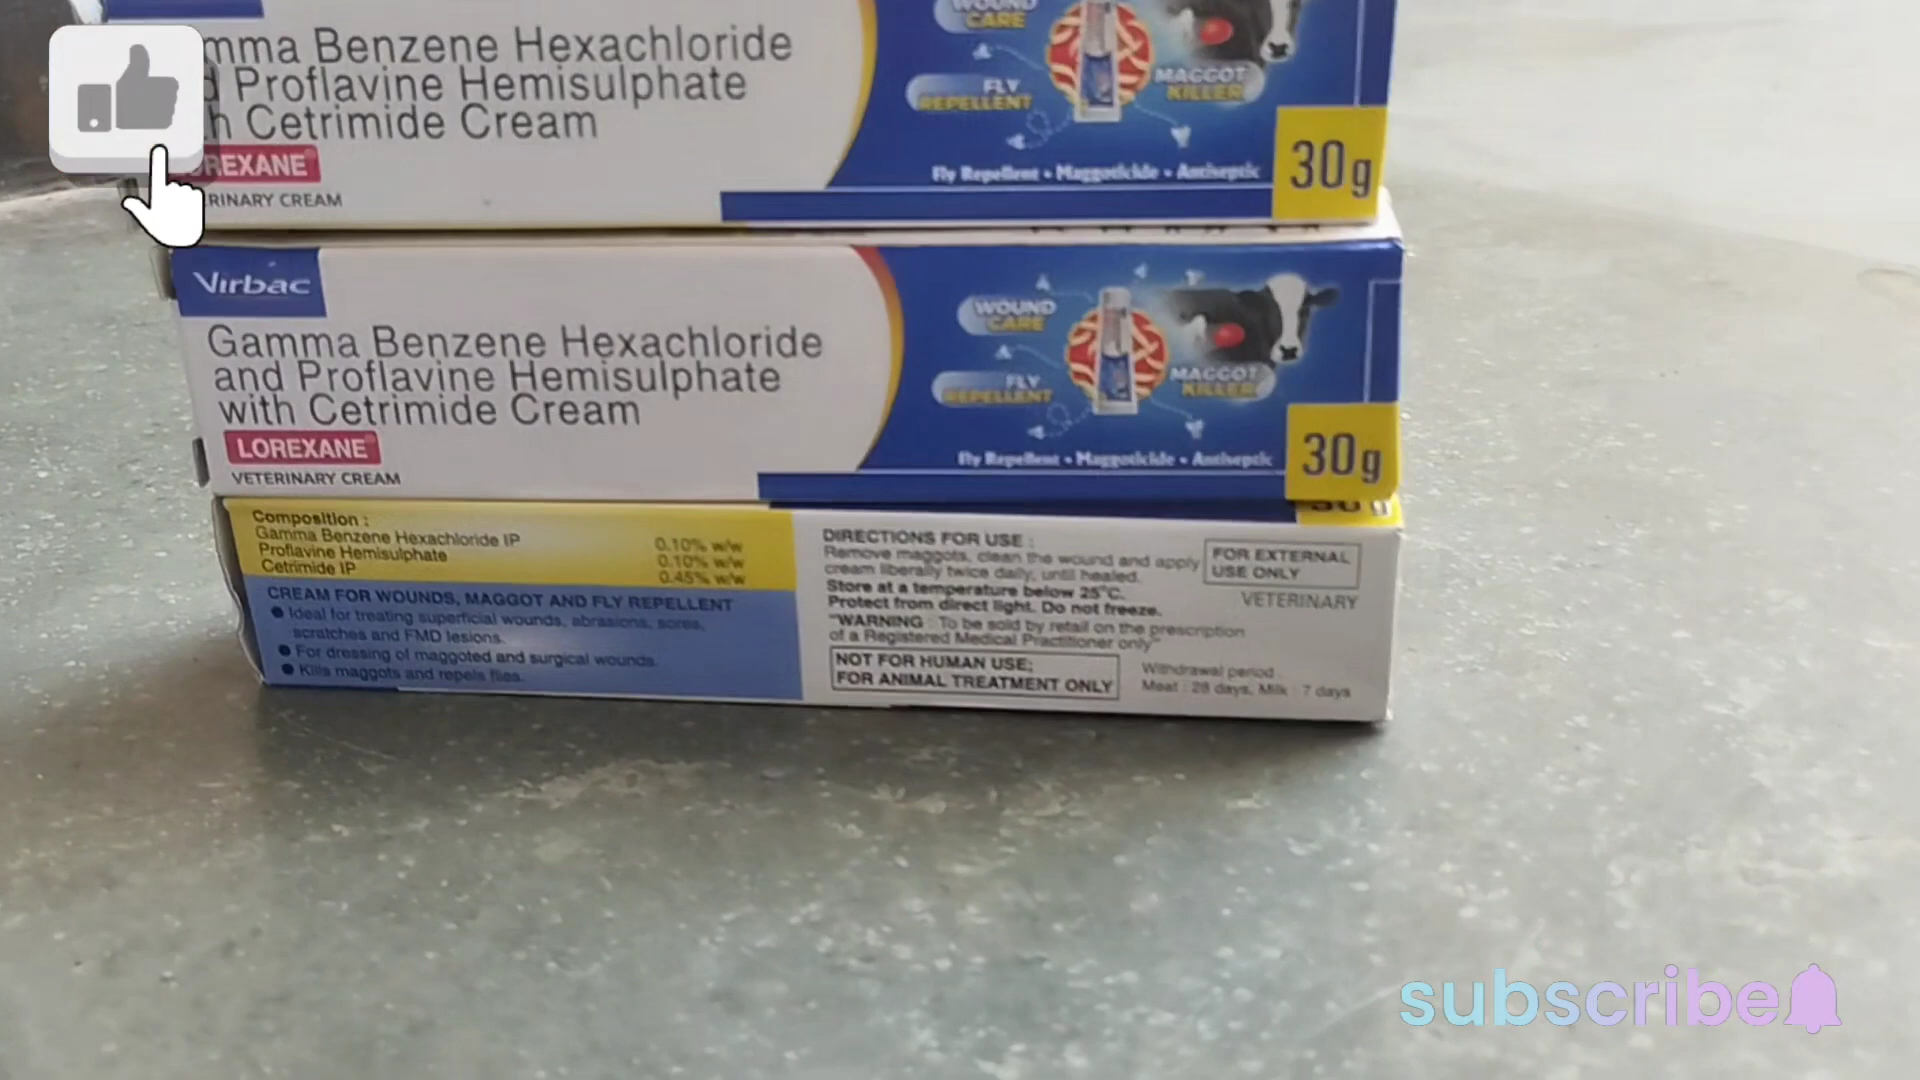 mma Benzene Hexachloride
d Proflavine Hemisulphate
h Cetrimide Cream
REXANE
RINARY CREAM
WOUND
CARE
FLY
REPELLENT
MAGGOT
KILLER
Fly Repellent • Maggoticide • Antiseptic
30g
Virbac
Gamma Benzene Hexachloride
and Proflavine Hemisulphate
with Cetrimide Cream
LOREXANE®
VETERINARY CREAM
WOUND
CARE
FLY
REPELLENT
MAGGOT
KILLER
Fly Repellent • Maggoticide • Antiseptic
30g
Composition :
Gamma Benzene Hexachloride IP 0.10% w/w
Proflavine Hemisulphate 0.10% w/w
Cetrimide IP 0.45% w/w
CREAM FOR WOUNDS, MAGGOT AND FLY REPELLENT
● Ideal for treating superficial wounds, abrasions, sores,
scratches and FMD lesions.
● For dressing of maggoted and surgical wounds.
● Kills maggots and repels flies.
DIRECTIONS FOR USE :
Remove maggots, clean the wound and apply
cream liberally twice daily, until healed.
Store at a temperature below 25°C.
Protect from direct light. Do not freeze.
"WARNING : To be sold by retail on the prescription
of a Registered Medical Practitioner only"
NOT FOR HUMAN USE;
FOR ANIMAL TREATMENT ONLY
FOR EXTERNAL
USE ONLY
VETERINARY
Withdrawal period :
Meat : 28 days, Milk : 7 days
30g
subscribe